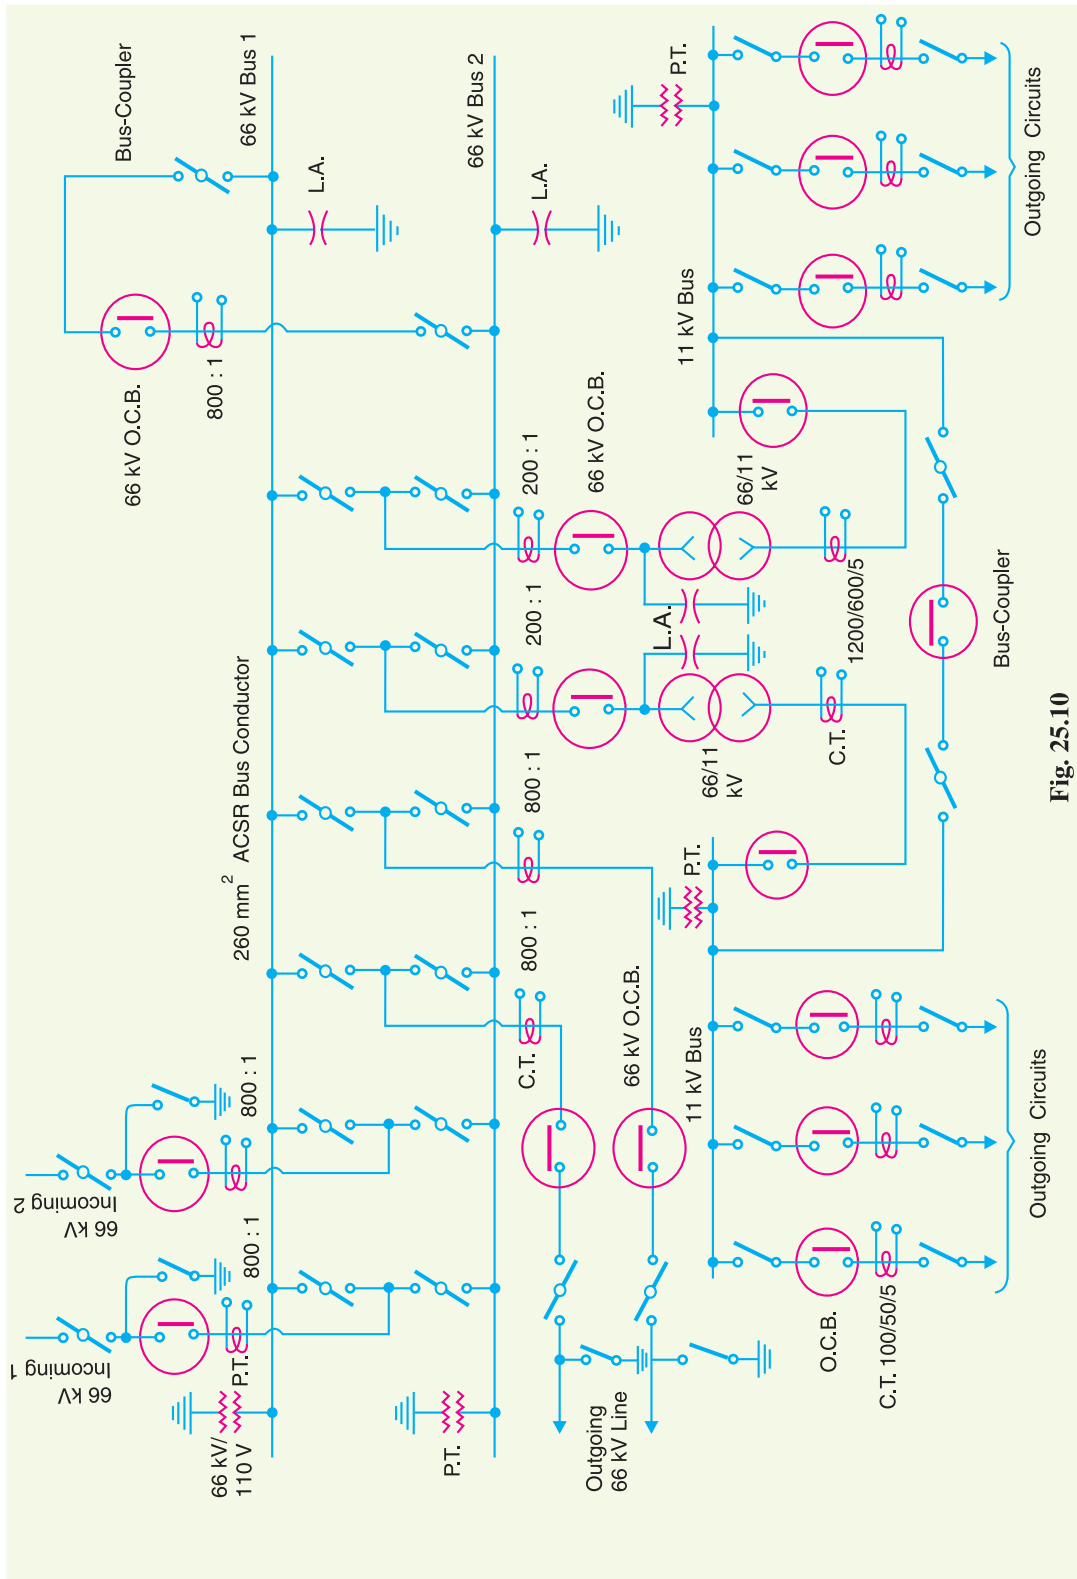 66 kV
Incoming 1
66 kV
Incoming 2
Bus-Coupler
66 kV O.C.B.
800 : 1
66 kV Bus 1
L.A.
66 kV Bus 2
L.A.
66 kV/
110 V
P.T.
800 : 1
800 : 1
260 mm2 ACSR Bus Conductor
P.T.
C.T.
800 : 1
800 : 1
200 : 1
200 : 1
66 kV O.C.B.
66 kV O.C.B.
Outgoing
66 kV Line
66/11
kV
L.A.
66/11
kV
C.T.
1200/600/5
11 kV Bus
P.T.
11 kV Bus
P.T.
Bus-Coupler
O.C.B.
C.T. 100/50/5
Outgoing Circuits
Outgoing Circuits
Fig. 25.10